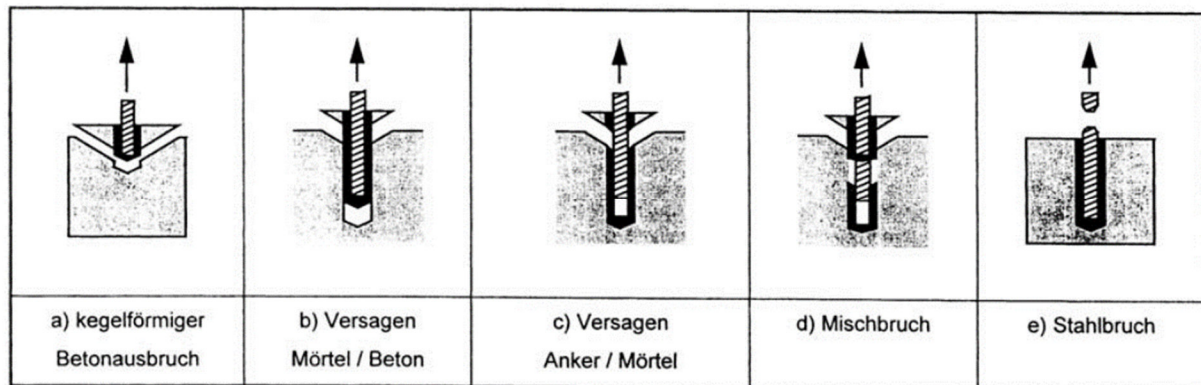 a) kegelförmiger
Betonausbruch
b) Versagen
Mörtel / Beton
c) Versagen
Anker / Mörtel
d) Mischbruch
e) Stahlbruch